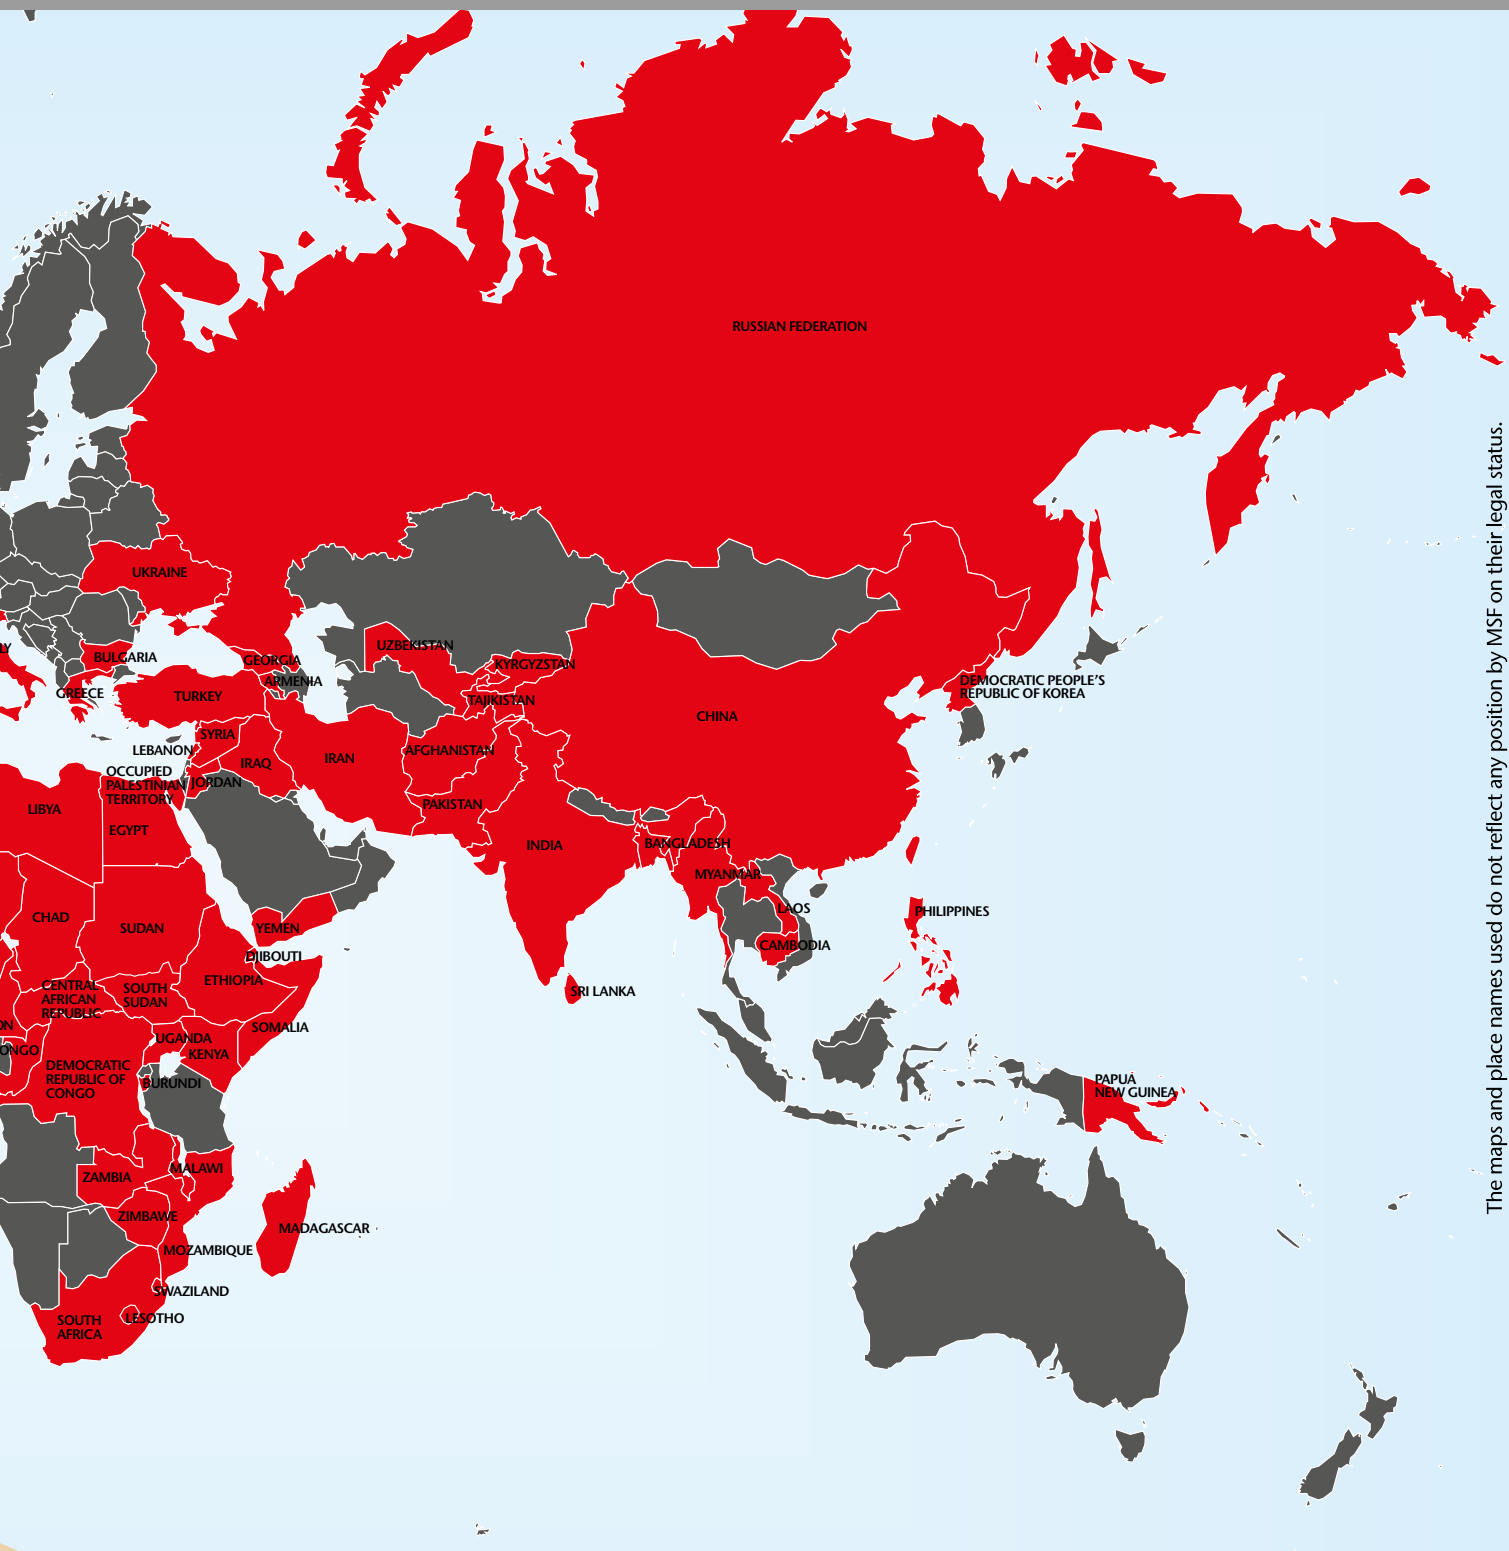 RUSSIAN FEDERATION
UKRAINE
UZBEKISTAN
LY
BULGARIA
GEORGIA
KYRGYZSTAN
ARMENIA
DEMOCRATIC PEOPLE'S
REPUBLIC OF KOREA
GREECE
TURKEY
TAJIKISTAN
CHINA
SYRIA
LEBANON
AFGHANISTAN
IRAN
IRAQ
OCCUPIED
PALESTINIAN
TERRITORY
JORDAN
PAKISTAN
LIBYA
EGYPT
INDIA
BANGLADESH
MYANMAR
LAOS
PHILIPPINES
CHAD
SUDAN
YEMEN
CAMBODIA
DJIBOUTI
ETHIOPIA
CENTRAL
AFRICAN
REPUBLIC
SOUTH
SUDAN
SRI LANKA
ON
SOMALIA
UGANDA
ONGO
KENYA
DEMOCRATIC
REPUBLIC OF
CONGO
BURUNDI
PAPUA
NEW GUINEA
MALAWI
ZAMBIA
ZIMBAWE
MADAGASCAR
MOZAMBIQUE
SWAZILAND
LESOTHO
SOUTH
AFRICA
The maps and place names used do not reflect any position by MSF on their legal status.